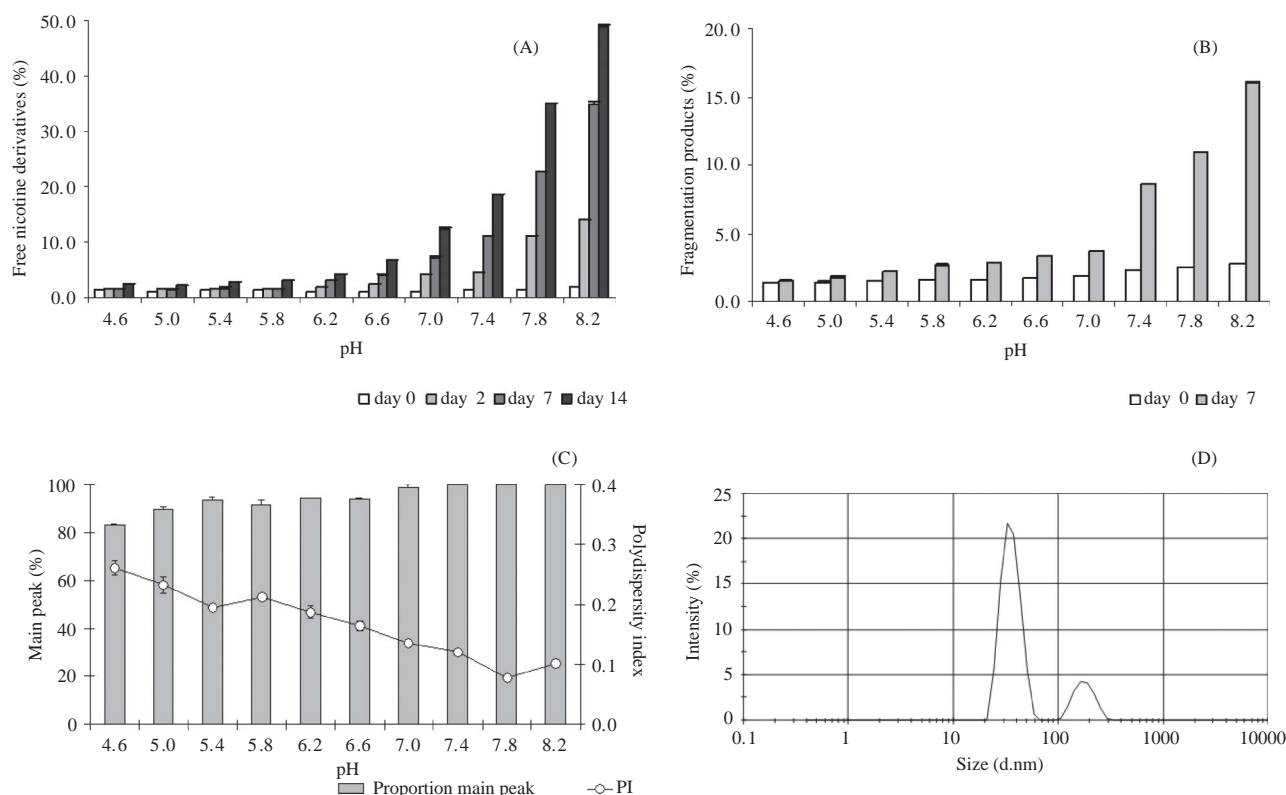 (A)
Free nicotine derivatives (%)
50.0
40.0
30.0
20.0
10.0
0.0
4.6 5.0 5.4 5.8 6.2 6.6 7.0 7.4 7.8 8.2
pH
day 0 day 2 day 7 day 14
(B)
Fragmentation products (%)
20.0
15.0
10.0
5.0
0.0
4.6 5.0 5.4 5.8 6.2 6.6 7.0 7.4 7.8 8.2
pH
day 0 day 7
(C)
Main peak (%)
100
80
60
40
20
0
0.4
0.3
0.2
0.1
0.0
Polydispersity index
4.6 5.0 5.4 5.8 6.2 6.6 7.0 7.4 7.8 8.2
pH
Proportion main peak PI
(D)
Intensity (%)
25
22
15
10
5
0
0.1 1 10 100 1000 10000
Size (d.nm)